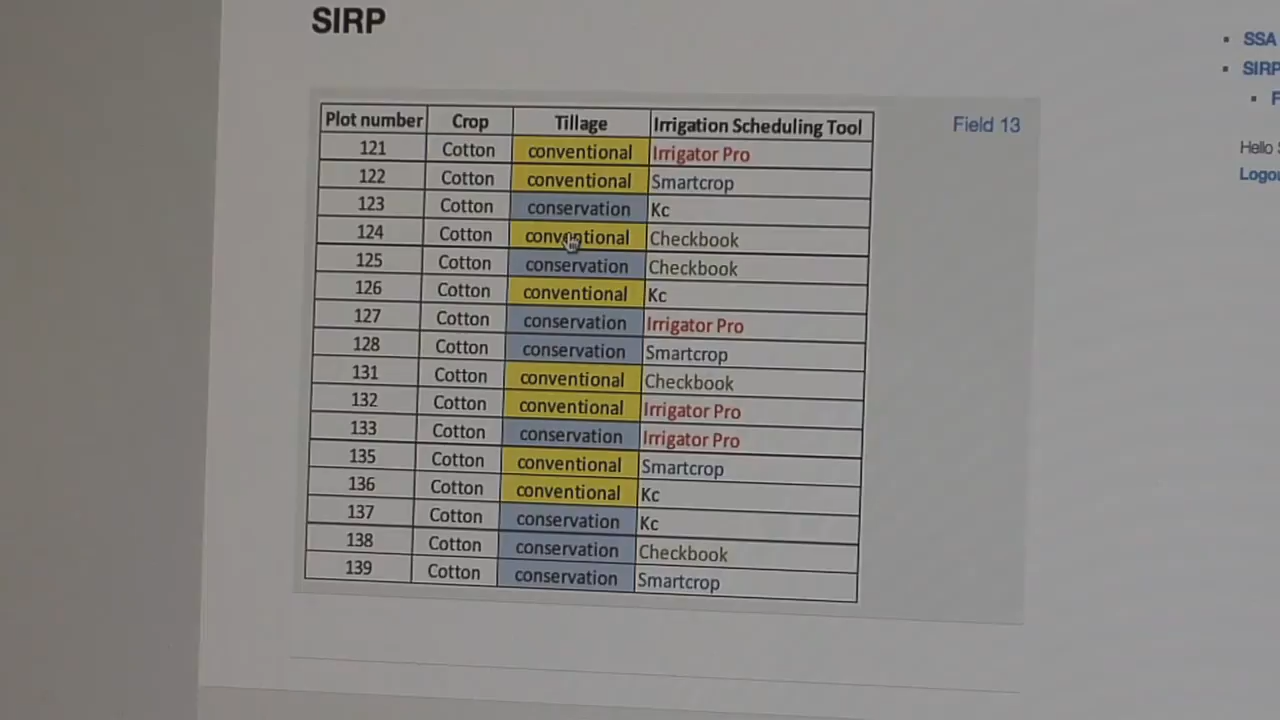 SIRP
SSA
SIRP
F
Field 13
Hello S
Logou
Plot number Crop Tillage Irrigation Scheduling Tool
121 Cotton conventional Irrigator Pro
122 Cotton conventional Smartcrop
123 Cotton conservation Kc
124 Cotton conventional Checkbook
125 Cotton conservation Checkbook
126 Cotton conventional Kc
127 Cotton conservation Irrigator Pro
128 Cotton conservation Smartcrop
131 Cotton conventional Checkbook
132 Cotton conventional Irrigator Pro
133 Cotton conservation Irrigator Pro
135 Cotton conventional Smartcrop
136 Cotton conventional Kc
137 Cotton conservation Kc
138 Cotton conservation Checkbook
139 Cotton conservation Smartcrop